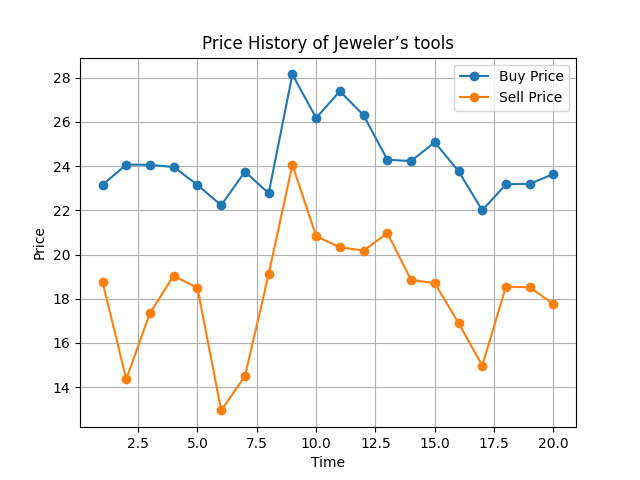 Price History of Jeweler’s tools
Buy Price
Sell Price
Price
28
26
24
22
20
18
16
14
2.5 5.0 7.5 10.0 12.5 15.0 17.5 20.0
Time